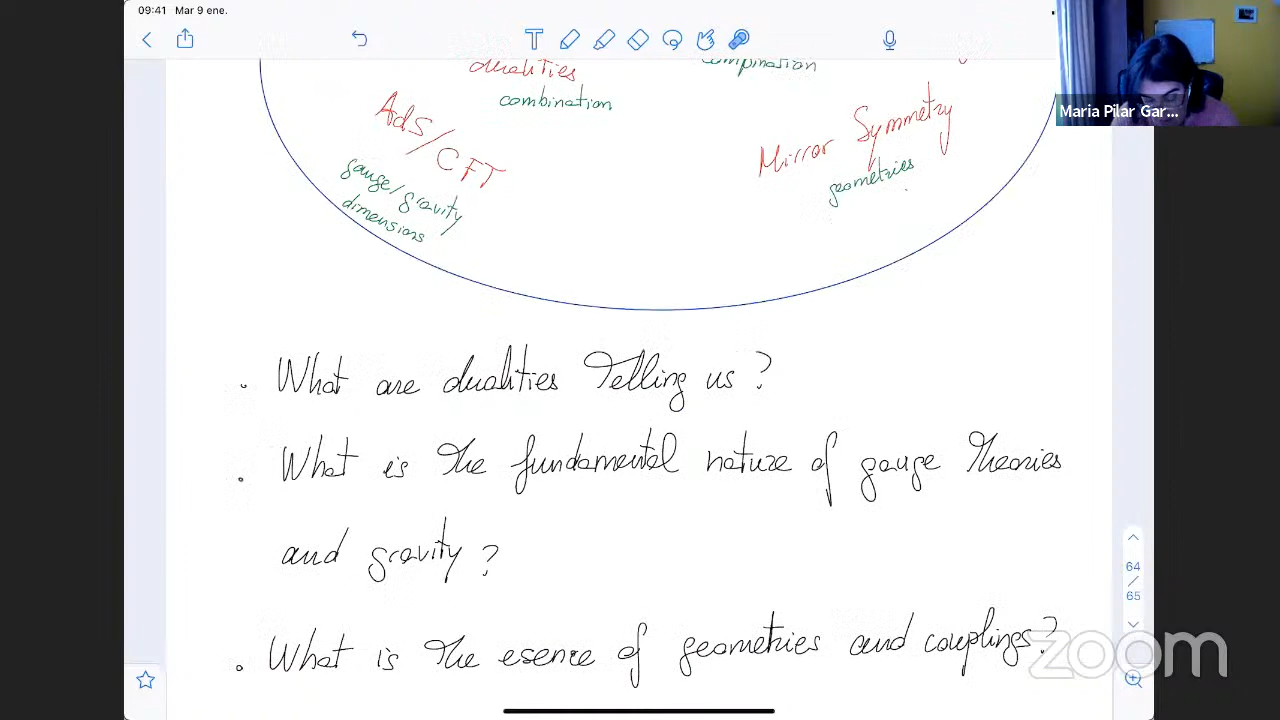 09:41 Mar 9 ene.
dualities
combination
combination
AdS/CFT
gauge/gravity
dimensions
Mirror Symmetry
geometries
Maria Pilar Gar...
. What are dualities Telling us?
. What is the fundamental nature of gauge Theories
and gravity?
. What is the esence of geometries and couplings?
64
/
65
zoom